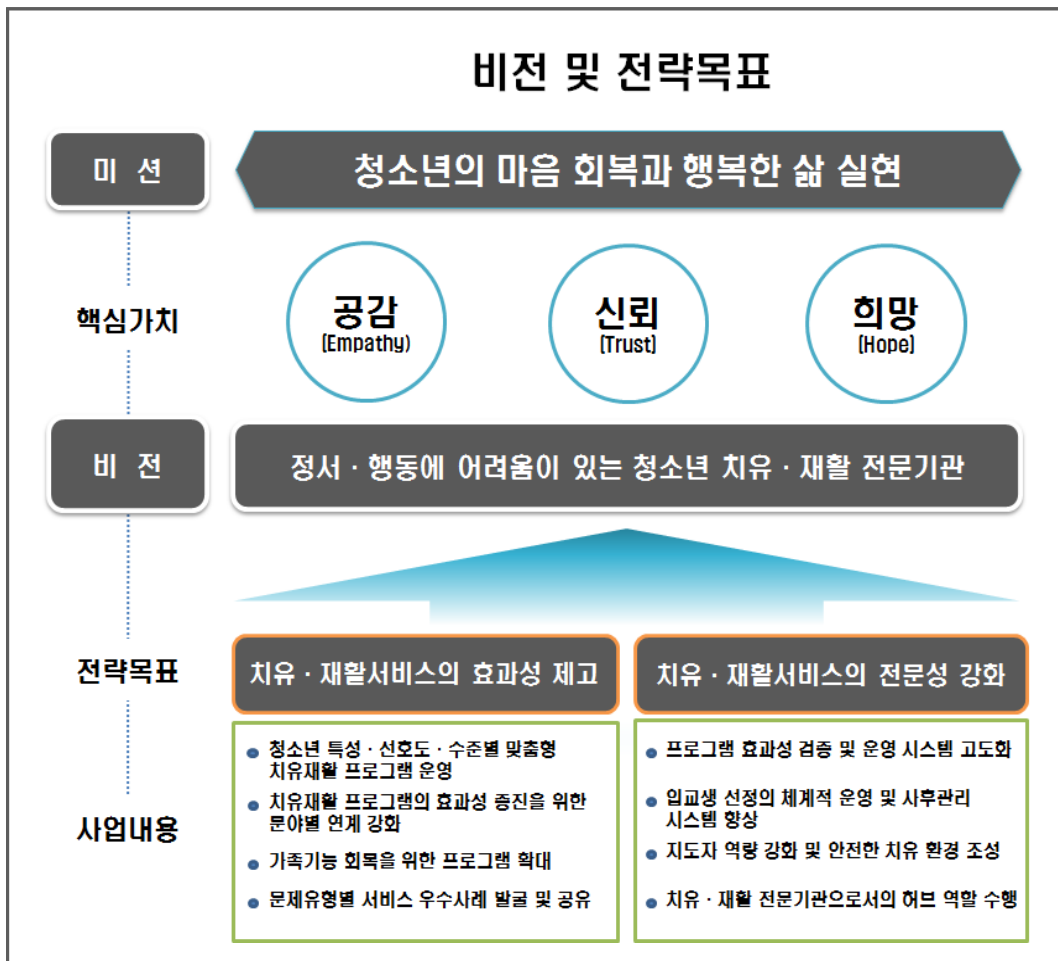 비전 및 전략목표
미 션
청소년의 마음 회복과 행복한 삶 실현
핵심가치
공감
(Empathy)
신뢰
(Trust)
희망
(Hope)
비 전
정서 · 행동에 어려움이 있는 청소년 치유 · 재활 전문기관
전략목표
치유 · 재활서비스의 효과성 제고
치유 · 재활서비스의 전문성 강화
사업내용
청소년 특성 · 선호도 · 수준별 맞춤형
치유재활 프로그램 운영
치유재활 프로그램의 효과성 증진을 위한
문야별 연계 강화
가족기능 회목을 위한 프로그램 확대
문제유형별 서비스 우수사례 발굴 및 공유
프로그램 효과성 검증 및 운영 시스템 고도화
입교생 선정의 체계적 운영 및 사후관리
시스템 향상
지도자 역량 강화 및 안전한 치유 환경 조성
치유 · 재활 전문기관으로서의 허브 역할 수행